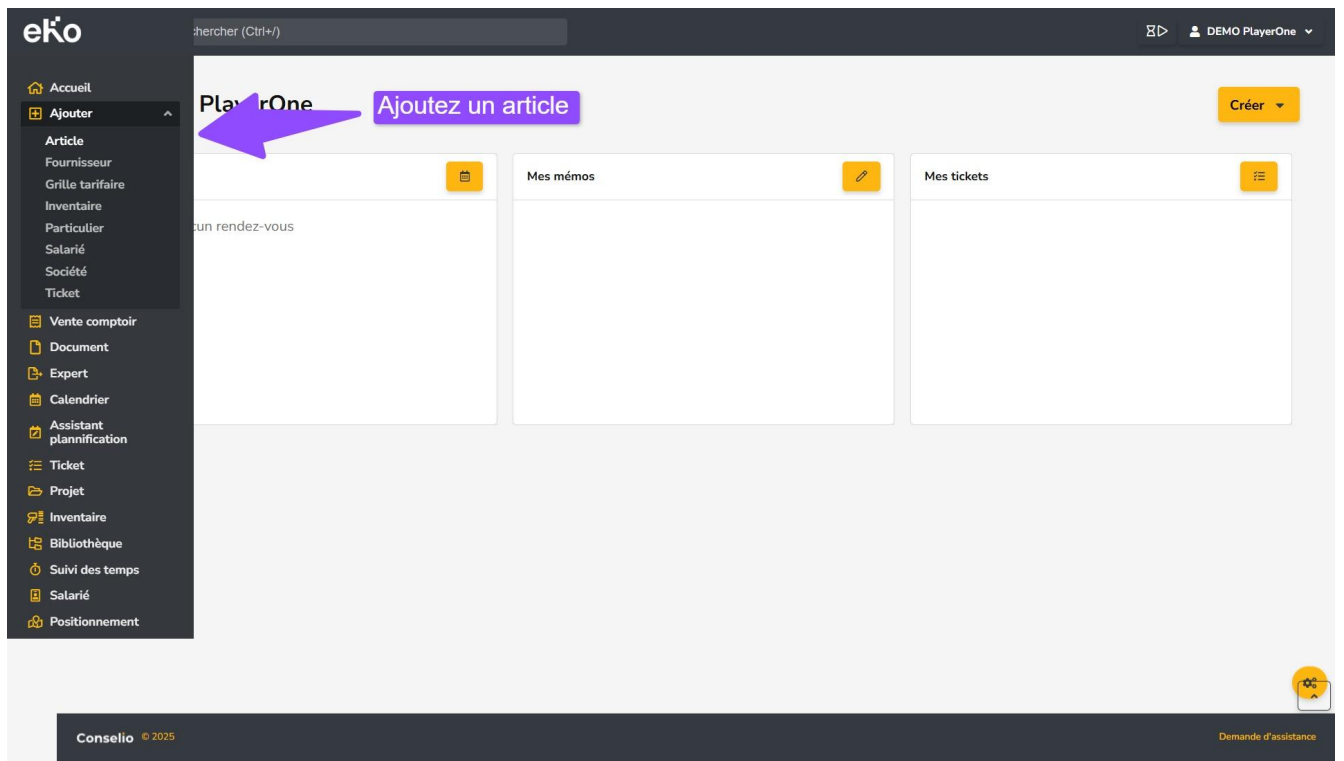 eko
hercher (Ctrl+/)
DEMO PlayerOne
Accueil
Ajouter
Article
Fournisseur
Grille tarifaire
Inventaire
Particulier
Salarié
Société
Ticket
Vente comptoir
Document
Expert
Calendrier
Assistant
plannification
Ticket
Projet
Inventaire
Bibliothèque
Suivi des temps
Salarié
Positionnement
PlayerOne
Ajoutez un article
Créer
Mes mémos
Mes tickets
un rendez-vous
Conselio © 2025
Demande d'assistance